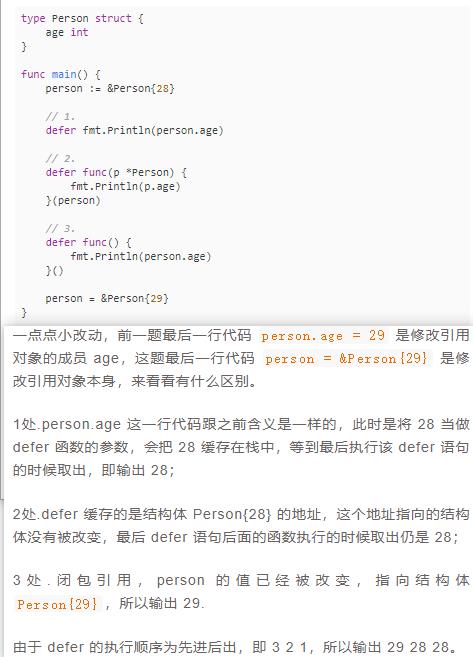 type Person struct {
age int
}
func main() {
person := &Person{28}
// 1.
defer fmt.Println(person.age)
// 2.
defer func(p *Person) {
fmt.Println(p.age)
}(person)
// 3.
defer func() {
fmt.Println(person.age)
}()
person = &Person{29}
}
一点点小改动，前一题最后一行代码 person.age = 29 是修改引用
对象的成员 age，这题最后一行代码 person = &Person{29} 是修
改引用对象本身，来看看有什么区别。
1处.person.age 这一行代码跟之前含义是一样的，此时是将 28 当做
defer 函数的参数，会把 28 缓存在栈中，等到最后执行该 defer 语句
的时候取出，即输出 28；
2处.defer 缓存的是结构体 Person{28} 的地址，这个地址指向的结构
体没有被改变，最后 defer 语句后面的函数执行的时候取出仍是 28；
3处.闭包引用，person 的值已经被改变，指向结构体
Person{29}，所以输出 29.
由于 defer 的执行顺序为先进后出，即 3 2 1，所以输出 29 28 28。